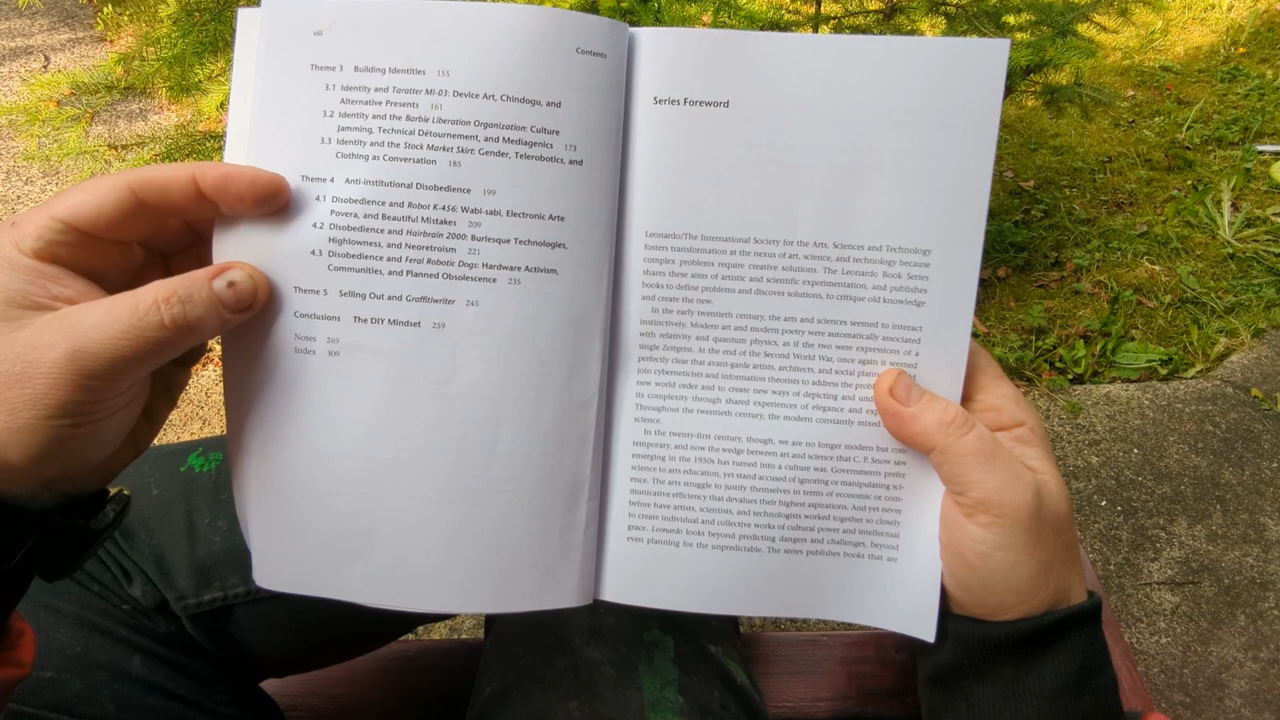 viii
Contents
Theme 3 Building Identities 155
3.1 Identity and Taratter MI-03: Device Art, Chindogu, and
Alternative Presents 161
3.2 Identity and the Barbie Liberation Organization: Culture
Jamming, Technical Détournement, and Mediagenics 173
3.3 Identity and the Stock Market Skirt: Gender, Telerobotics, and
Clothing as Conversation 185
Theme 4 Anti-institutional Disobedience 199
4.1 Disobedience and Robot K-456: Wabi-sabi, Electronic Arte
Povera, and Beautiful Mistakes 209
4.2 Disobedience and Hairbrain 2000: Burlesque Technologies,
Highlowness, and Neoretroism 221
4.3 Disobedience and Feral Robotic Dogs: Hardware Activism,
Communities, and Planned Obsolescence 235
Theme 5 Selling Out and Graffitiwriter 245
Conclusions The DIY Mindset 259
Notes 269
Index 309
Series Foreword
Leonardo/The International Society for the Arts, Sciences and Technology
fosters transformation at the nexus of art, science, and technology because
complex problems require creative solutions. The Leonardo Book Series
shares these aims of artistic and scientific experimentation, and publishes
books to define problems and discover solutions, to critique old knowledge
and create the new.
In the early twentieth century, the arts and sciences seemed to interact
instinctively. Modern art and modern poetry were automatically associated
with relativity and quantum physics, as if the two were expressions of a
single Zeitgeist. At the end of the Second World War, once again it seemed
perfectly clear that avant-garde artists, architects, and social
join cyberneticists and information theorists to address the
new world order and to create new ways of depicting and
its complexity through shared experiences of elegance and
Throughout the twentieth century, the modern constantly mixed
science.
In the twenty-first century, though, we are no longer modern but con-
temporary, and now the wedge between art and science that C. P. Snow saw
emerging in the 1950s has turned into a culture war. Governments prefer
science to arts education, yet stand accused of ignoring or manipulating sci-
ence. The arts struggle to justify themselves in terms of economic or com-
municative efficiency that devalues their highest aspirations. And yet never
before have artists, scientists, and technologists worked together so closely
to create individual and collective works of cultural power and intellectual
grace. Leonardo looks beyond predicting dangers and challenges, beyond
even planning for the unpredictable. The series publishes books that are